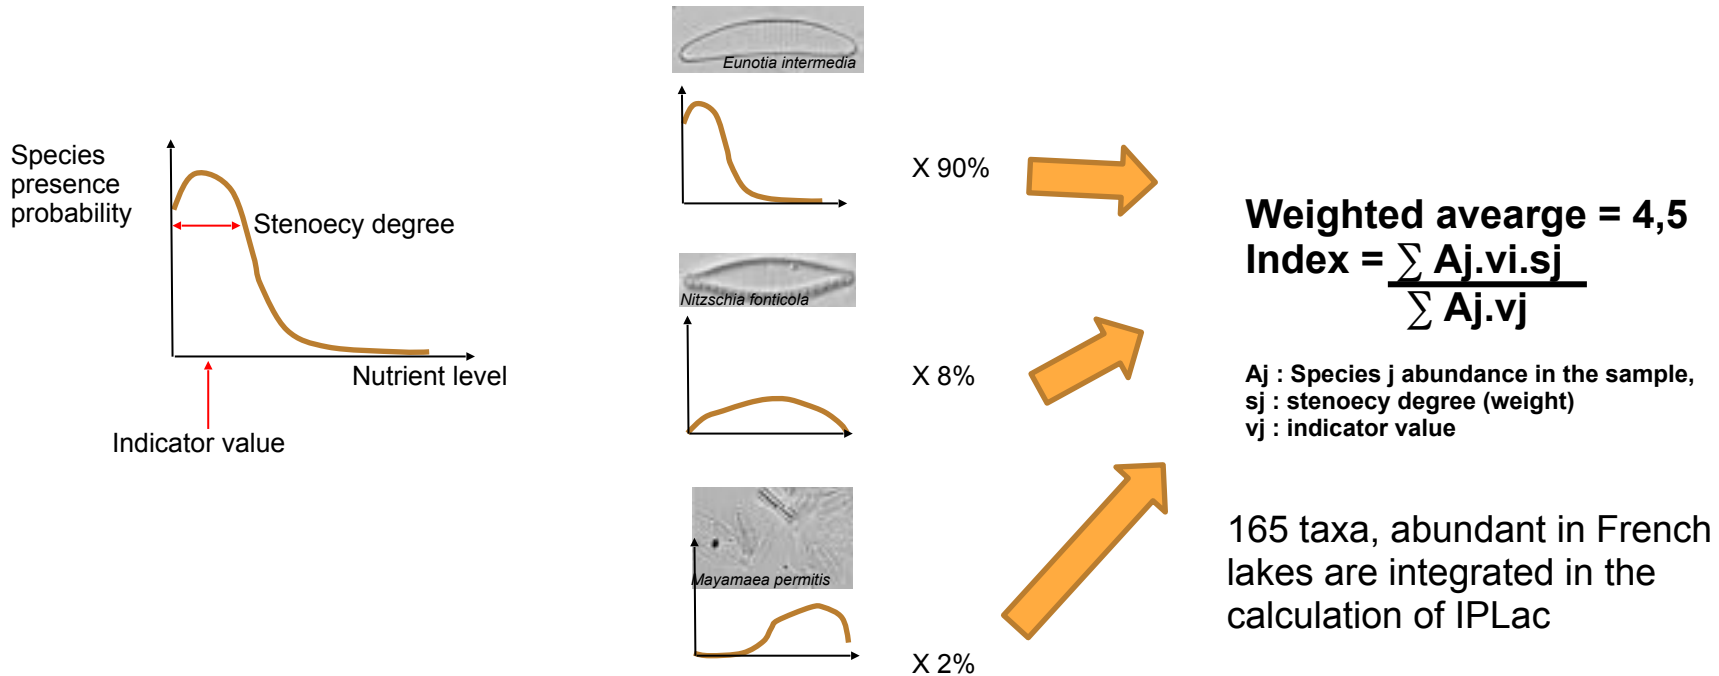 Species
presence
probability
Stenoecy degree
Nutrient level
Indicator value
Eunotia intermedia
X 90%
Nitzschia fonticola
X 8%
Mayamaea permitis
X 2%
Weighted avearge = 4,5
Index = ∑ Aj.vi.sj
∑ Aj.vj
Aj : Species j abundance in the sample,
sj : stenoecy degree (weight)
vj : indicator value
165 taxa, abundant in French
lakes are integrated in the
calculation of IPLac